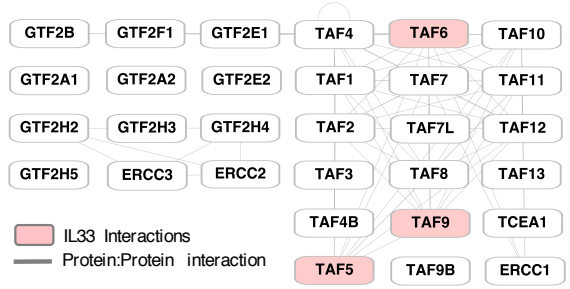 GTF2B GTF2F1 GTF2E1 TAF4 TAF6 TAF10
GTF2A1 GTF2A2 GTF2E2 TAF1 TAF7 TAF11
GTF2H2 GTF2H3 GTF2H4 TAF2 TAF7L TAF12
GTF2H5 ERCC3 ERCC2 TAF3 TAF8 TAF13
TAF4B TAF9 TCEA1
IL33 Interactions
Protein:Protein interaction
TAF5 TAF9B ERCC1